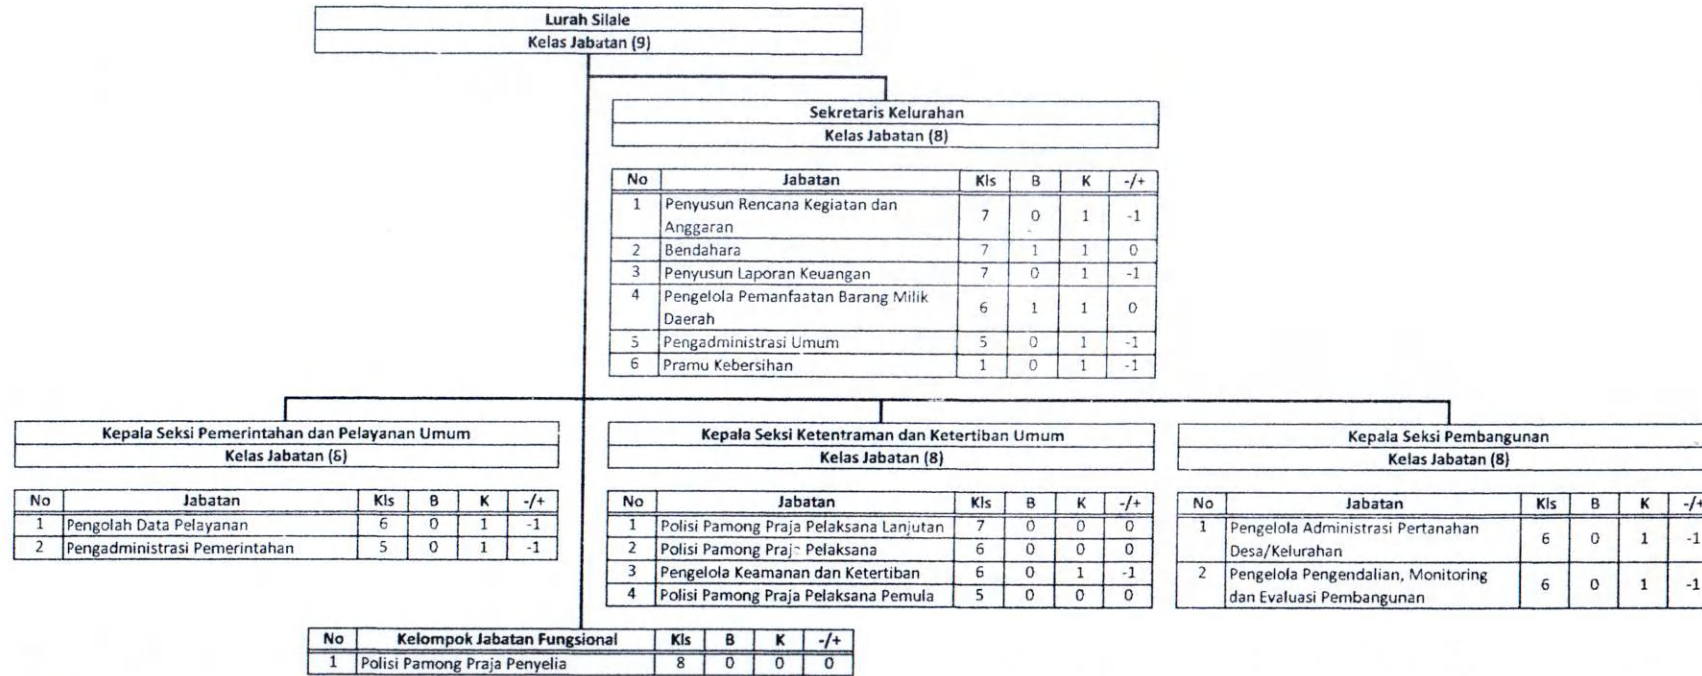 Lurah Silale
Kelas Jabatan (9)
Sekretaris Kelurahan
Kelas Jabatan (8)
No Jabatan Kls B K -/+
1 Penyusun Rencana Kegiatan dan
Anggaran 7 0 1 -1
2 Bendahara 7 1 1 0
3 Penyusun Laporan Keuangan 7 0 1 -1
4 Pengelola Pemanfaatan Barang Milik
Daerah 6 1 1 0
5 Pengadministrasi Umum 5 0 1 -1
6 Pramu Kebersihan 1 0 1 -1
Kepala Seksi Pemerintahan dan Pelayanan Umum
Kelas Jabatan (8)
No Jabatan Kls B K -/+
1 Pengolah Data Pelayanan 6 0 1 -1
2 Pengadministrasi Pemerintahan 5 0 1 -1
Kepala Seksi Ketentraman dan Ketertiban Umum
Kelas Jabatan (8)
No Jabatan Kls B K -/+
1 Polisi Pamong Praja Pelaksana Lanjutan 7 0 0 0
2 Polisi Pamong Praja Pelaksana 6 0 0 0
3 Pengelola Keamanan dan Ketertiban 6 0 1 -1
4 Polisi Pamong Praja Pelaksana Pemula 5 0 0 0
Kepala Seksi Pembangunan
Kelas Jabatan (8)
No Jabatan Kls B K -/+
1 Pengelola Administrasi Pertanahan
Desa/Kelurahan 6 0 1 -1
2 Pengelola Pengendalian, Monitoring
dan Evaluasi Pembangunan 6 0 1 -1
No Kelompok Jabatan Fungsional Kls B K -/+
1 Polisi Pamong Praja Penyelia 8 0 0 0